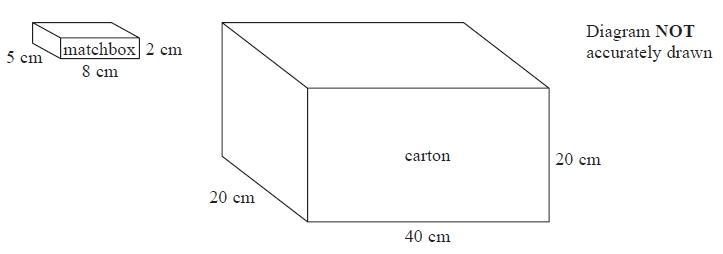 Diagram NOT
accurately drawn
5 cm
matchbox
2 cm
8 cm
carton
20 cm
20 cm
40 cm